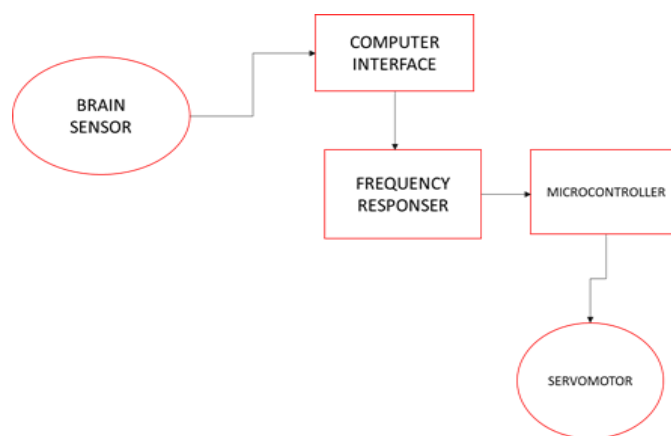 COMPUTER
INTERFACE
BRAIN
SENSOR
FREQUENCY
RESPONSER
MICROCONTROLLER
SERVOMOTOR